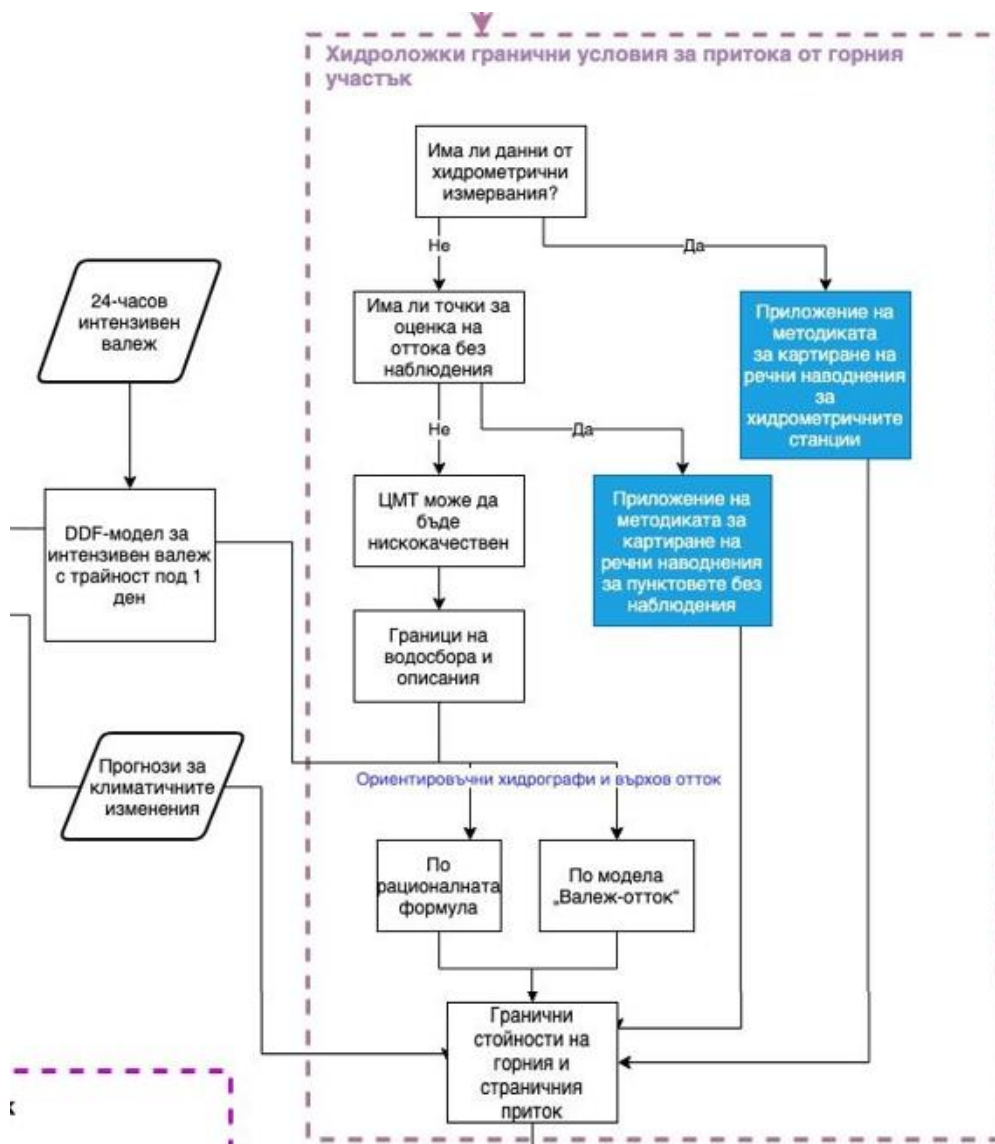 Хидроложки гранични условия за притока от горния
участък
Има ли данни от
хидрометрични
измервания?
Не
Да
24-часов
интензивен
валеж
Има ли точки за
оценка на
оттока без
наблюдения
Приложение на
методиката
за картиране на
речни наводнения
за
хидрометричните
станции
Не
Да
DDF-модел за
интензивен валеж
с трайност под 1
ден
ЦМТ може да
бъде
нискокачествен
Приложение на
методиката за
картиране на
речни наводнения
за пунктовете без
наблюдения
Граници на
водосбора и
описания
Прогнози за
климатичните
изменения
Ориентировъчни хидрографи и върхов отток
По
рационалната
формула
По модела
„Валеж-отток“
Гранични
стойности на
горния и
страничния
приток